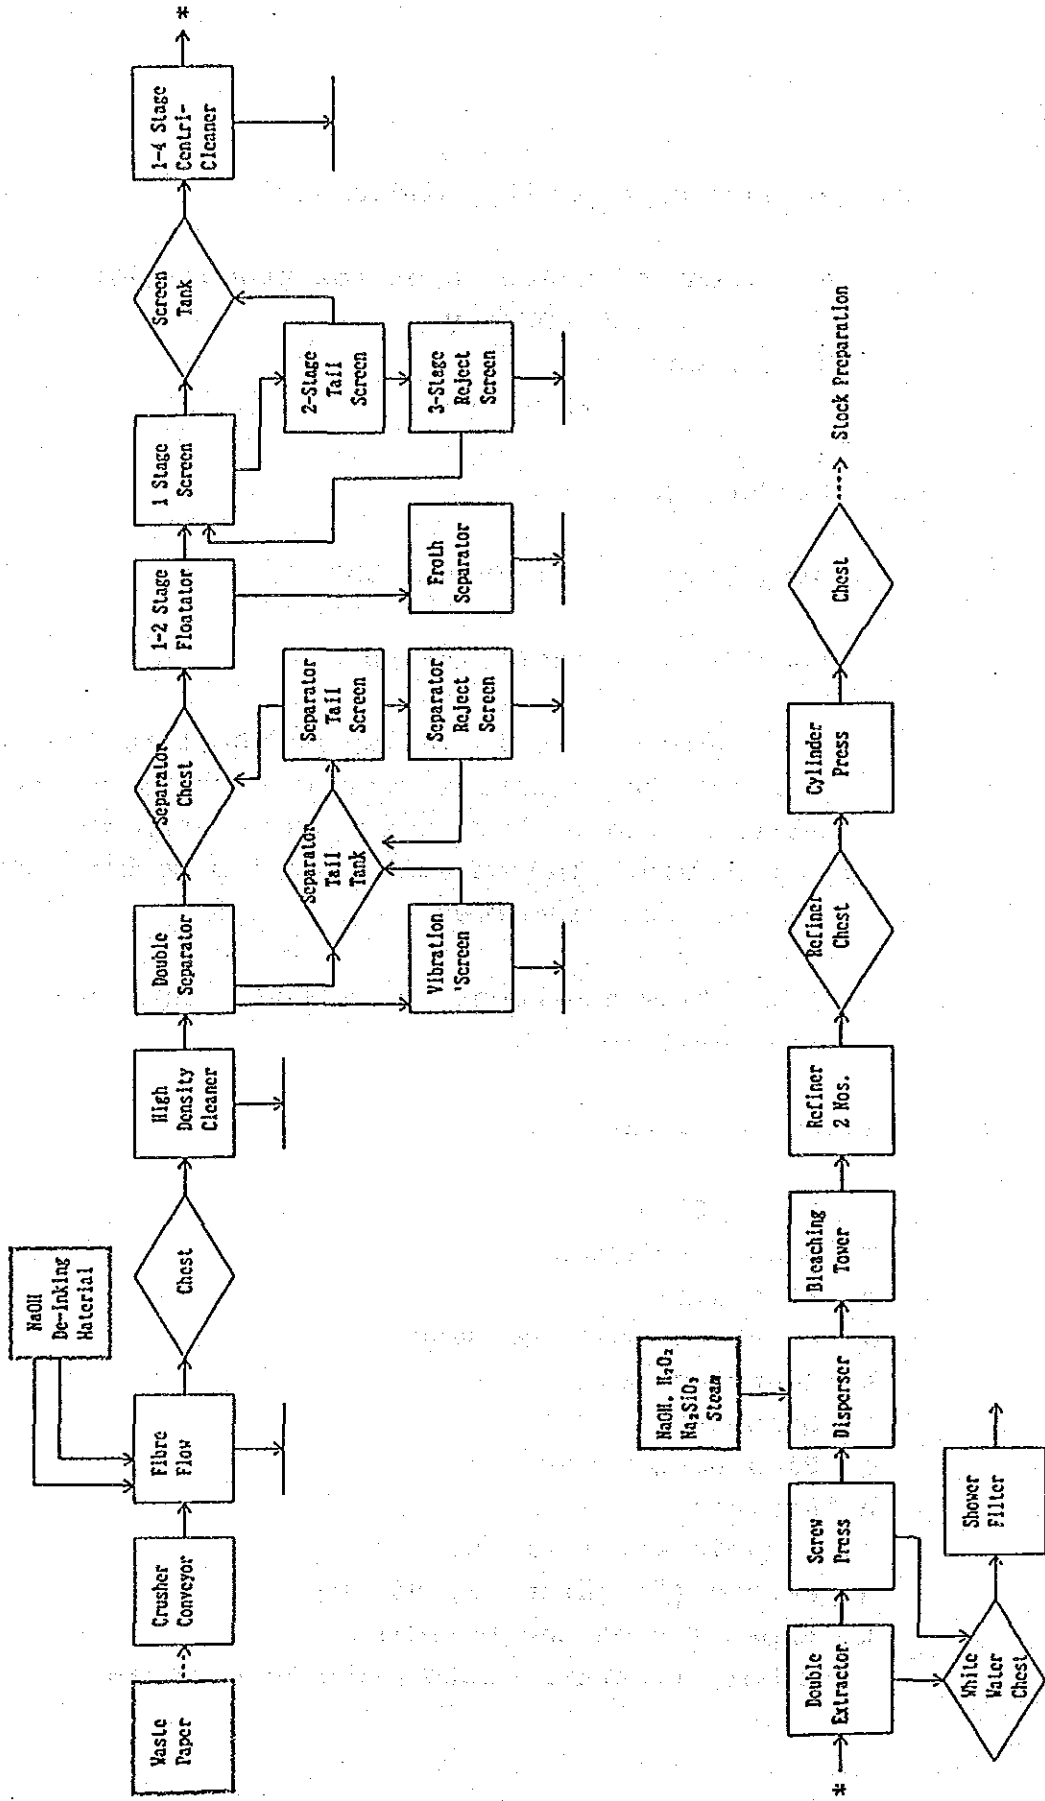 Waste
Paper
Crusher
Conveyor
NaOH
De-Inking
Material
Fibre
Flow
Chest
High
Density
Cleaner
Double
Separator
Separator
Chest
Vibration
'Screen
Separator
Tail
Tank
Separator
Tail
Screen
Separator
Reject
Screen
1-2 Stage
Floatator
Froth
Separator
1 Stage
Screen
2-Stage
Tail
Screen
3-Stage
Reject
Screen
Screen
Tank
1-4 Stage
Centri-
Cleaner
*
*
Double
Extractor
White
Water
Chest
Screw
Press
Shower
Filter
NaOH, H₂O₂
Na₂SiO₃
Steam
Disperser
Bleaching
Tower
Refiner
2 Nos.
Refiner
Chest
Cylinder
Press
Chest
Stock Preparation